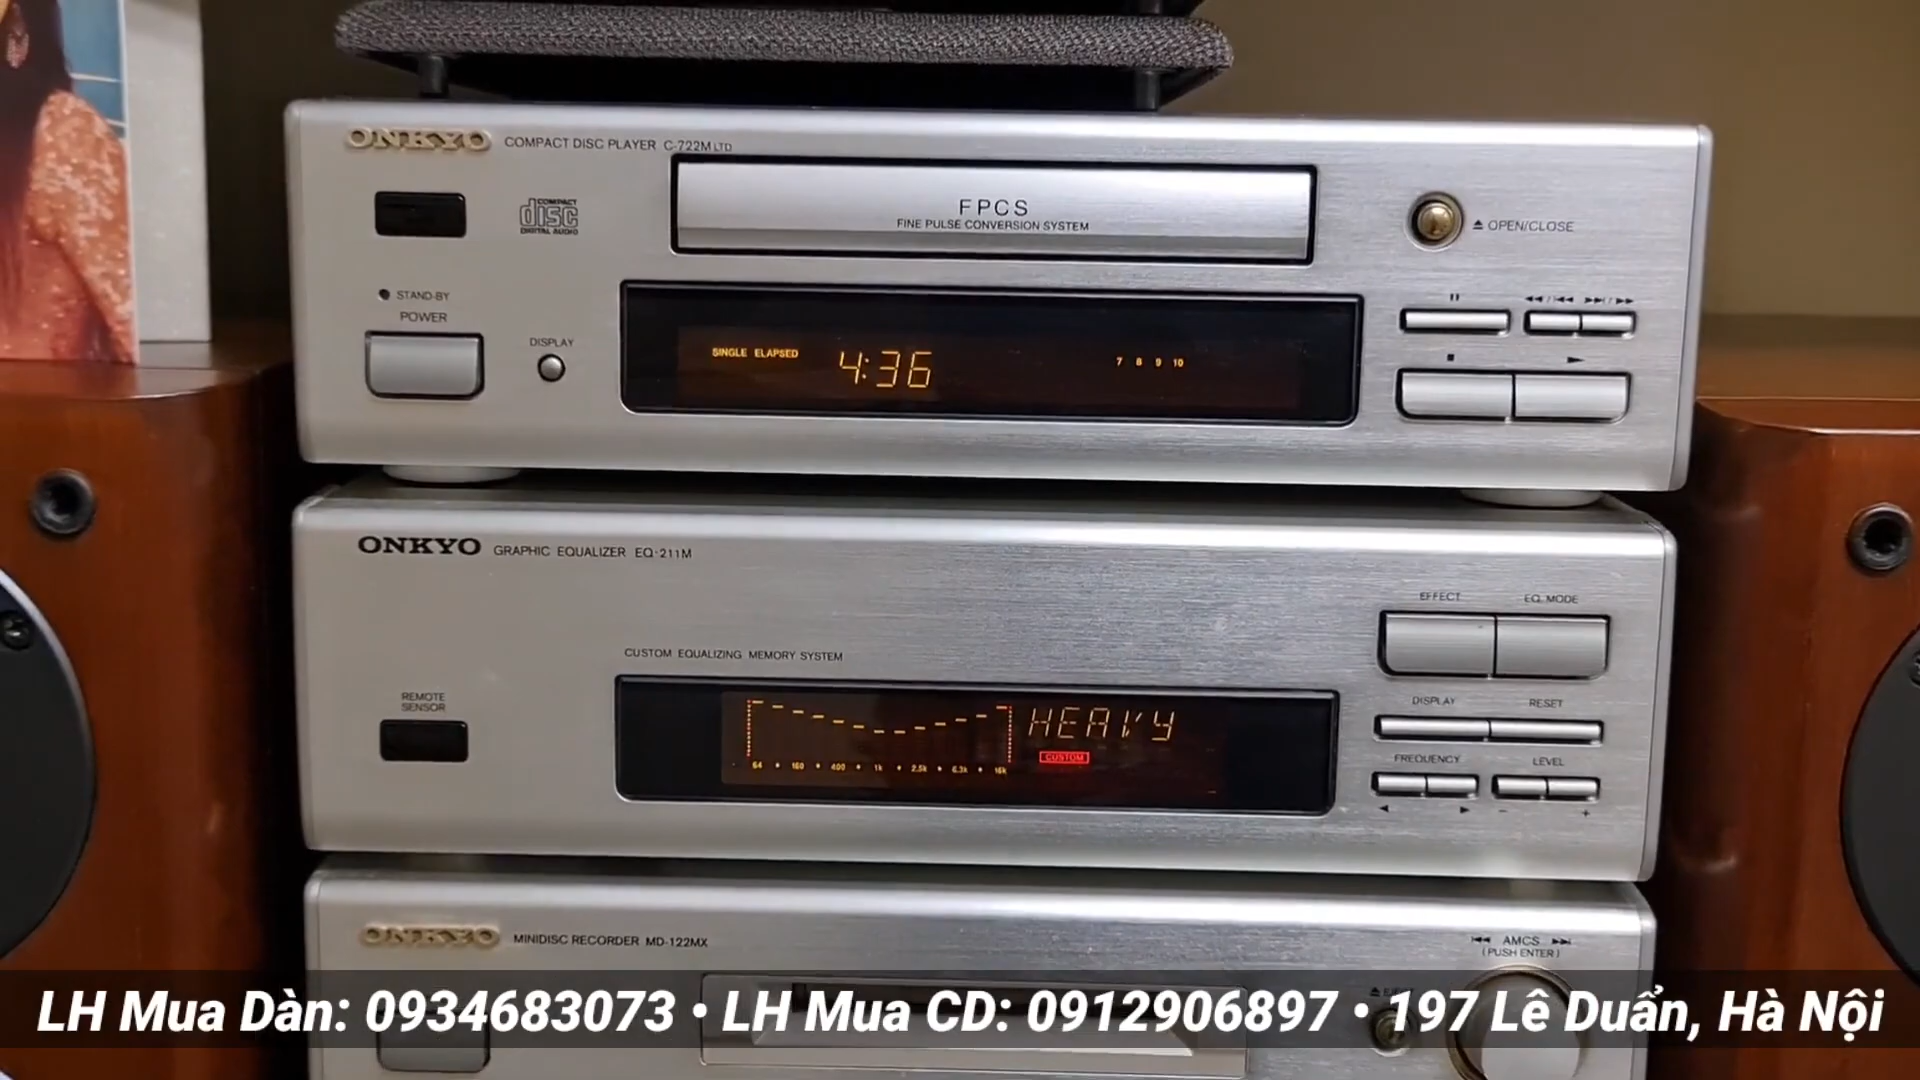 ONKYO COMPACT DISC PLAYER C-722M LTD
COMPACT
disc
DIGITAL AUDIO
FPCS
FINE PULSE CONVERSION SYSTEM
OPEN/CLOSE
STAND-BY
POWER
DISPLAY
SINGLE ELAPSED 4:36 7 8 9 10
ONKYO GRAPHIC EQUALIZER EQ-211M
EFFECT EQ. MODE
CUSTOM EQUALIZING MEMORY SYSTEM
REMOTE
SENSOR
DISPLAY RESET
HEAVY
CUSTOM
64 160 400 1k 2.5k 6.3k 16k
FREQUENCY LEVEL
- +
ONKYO MINIDISC RECORDER MD-122MX
AMCS
(PUSH ENTER)
EJECT
LH Mua Dàn: 0934683073 • LH Mua CD: 0912906897 • 197 Lê Duẩn, Hà Nội